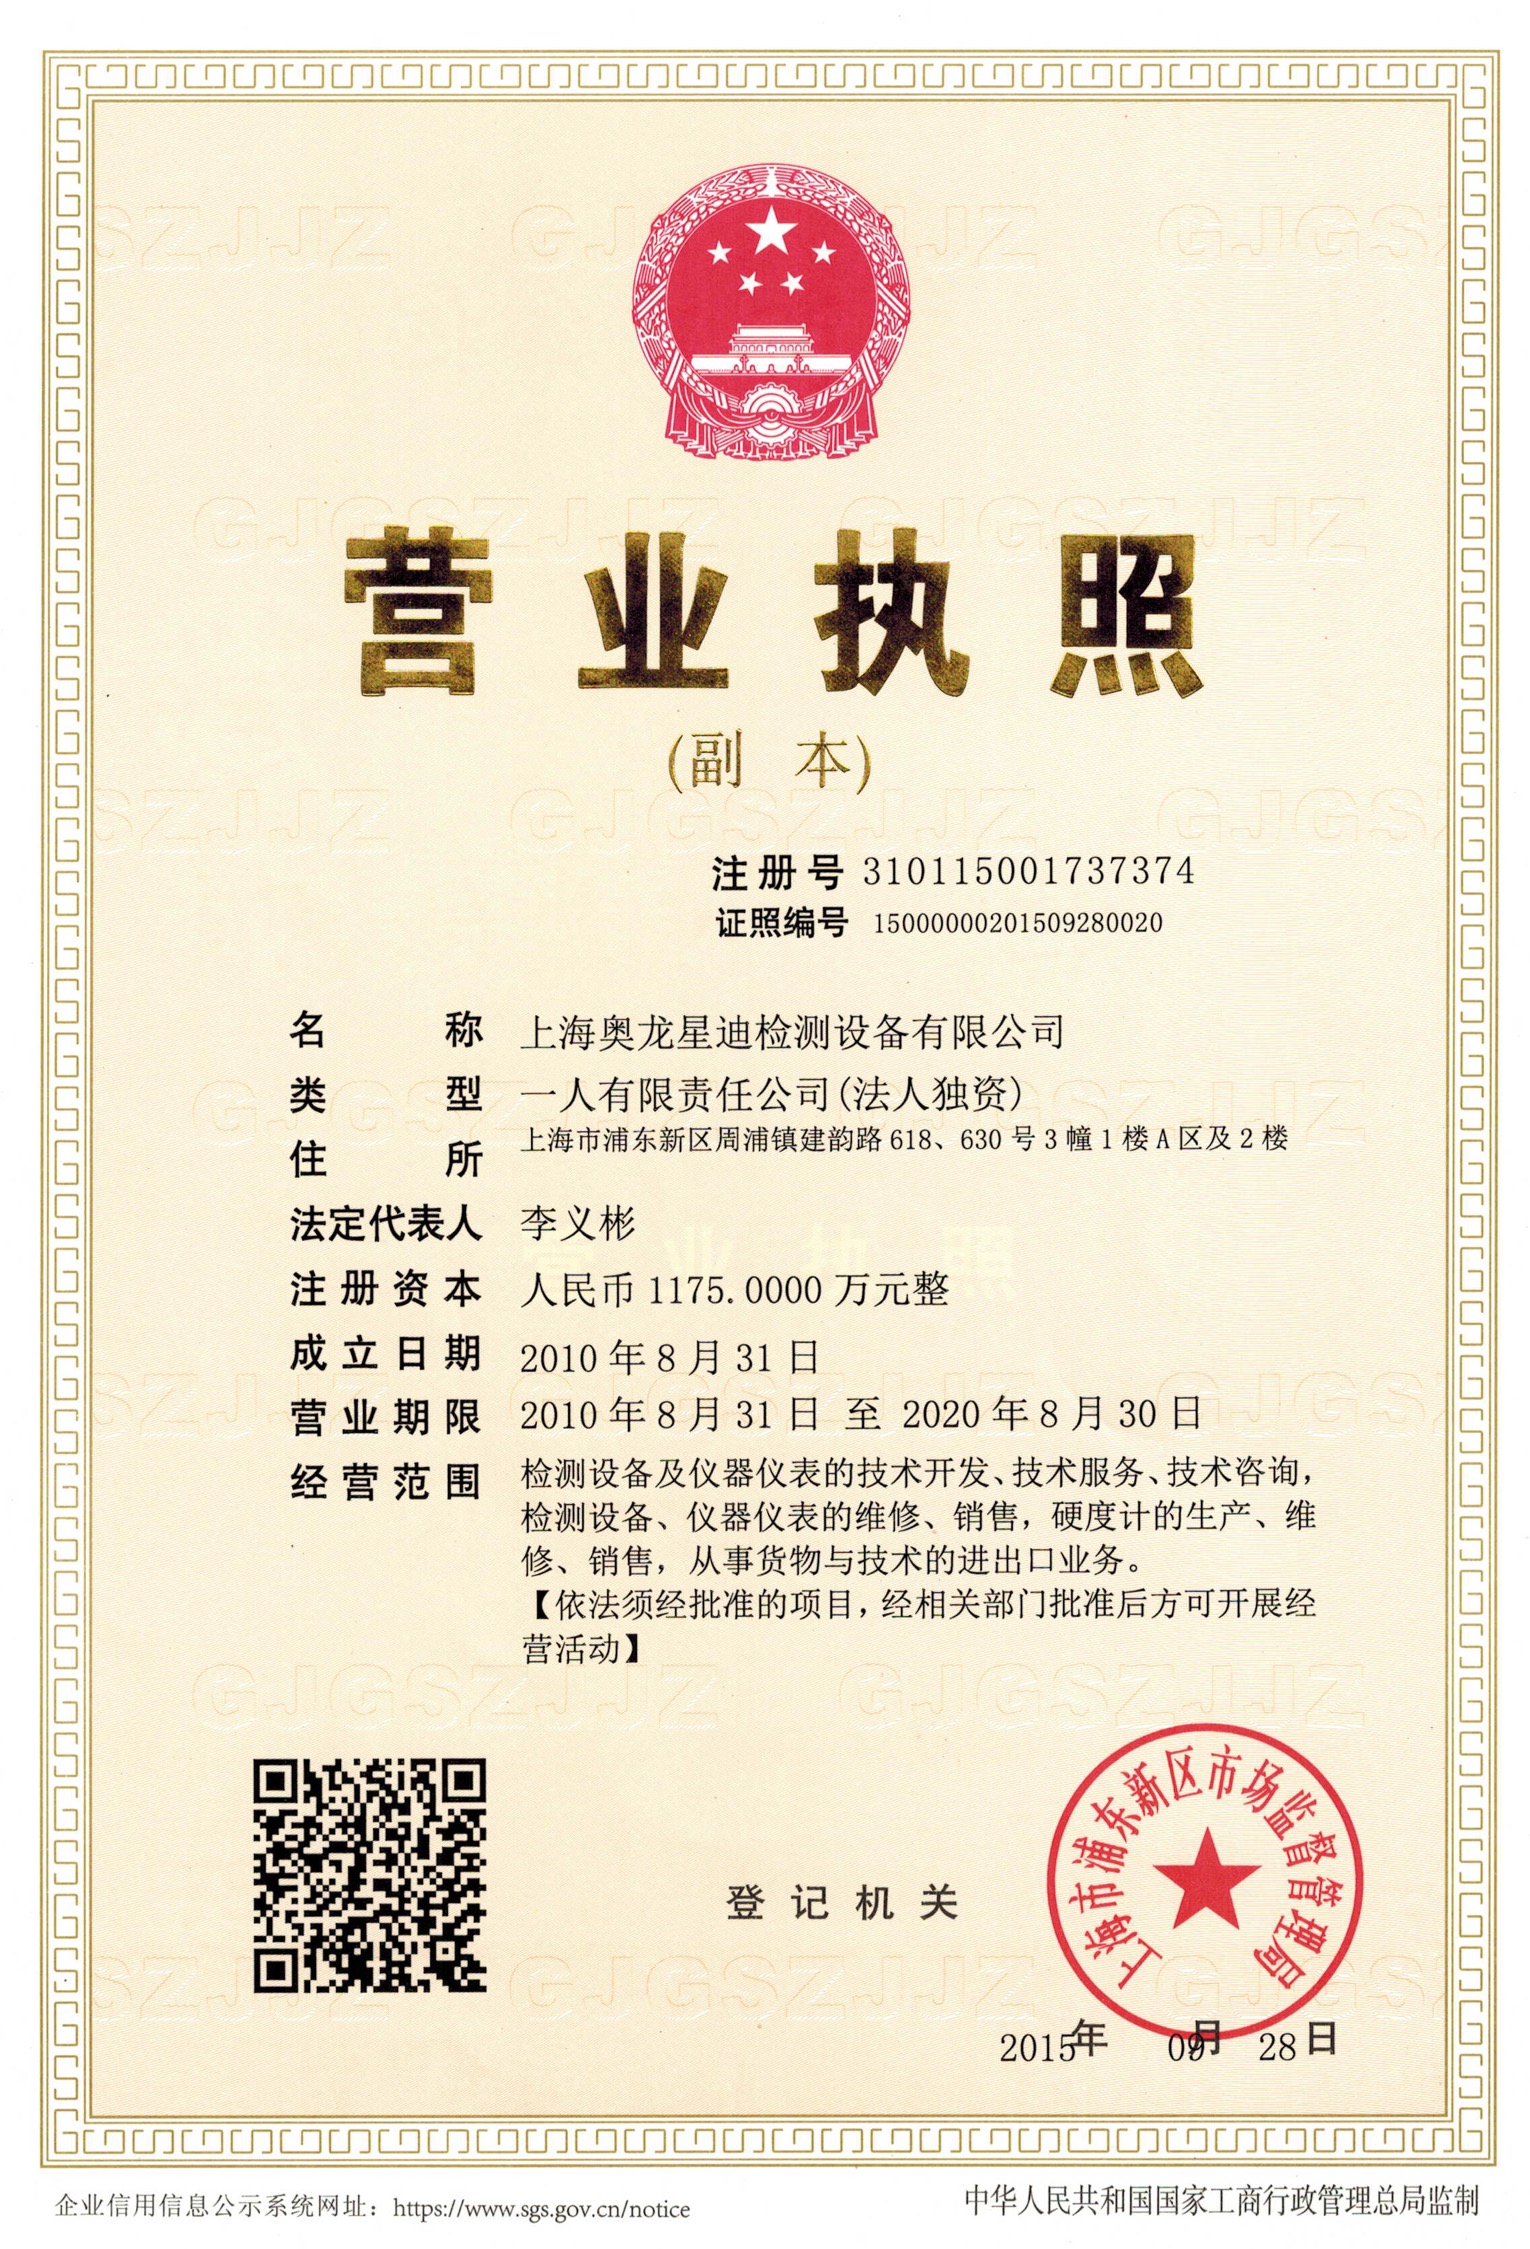 营业执照
(副 本)
注册号 310115001737374
证照编号 15000000201509280020
名称 上海奥龙星迪检测设备有限公司
类型 一人有限责任公司(法人独资)
住所 上海市浦东新区周浦镇建韵路618、630号3幢1楼A区及2楼
法定代表人 李义彬
注册资本 人民币1175.0000万元整
成立日期 2010年8月31日
营业期限 2010年8月31日 至 2020年8月30日
经营范围 检测设备及仪器仪表的技术开发、技术服务、技术咨询，
检测设备、仪器仪表的维修、销售，硬度计的生产、维
修、销售，从事货物与技术的进出口业务。
【依法须经批准的项目，经相关部门批准后方可开展经
营活动】
登记机关
上海市浦东新区市场监督管理局
2015年 09月 28日
企业信用信息公示系统网址：https://www.sgs.gov.cn/notice
中华人民共和国国家工商行政管理总局监制
GJGSZJJZ